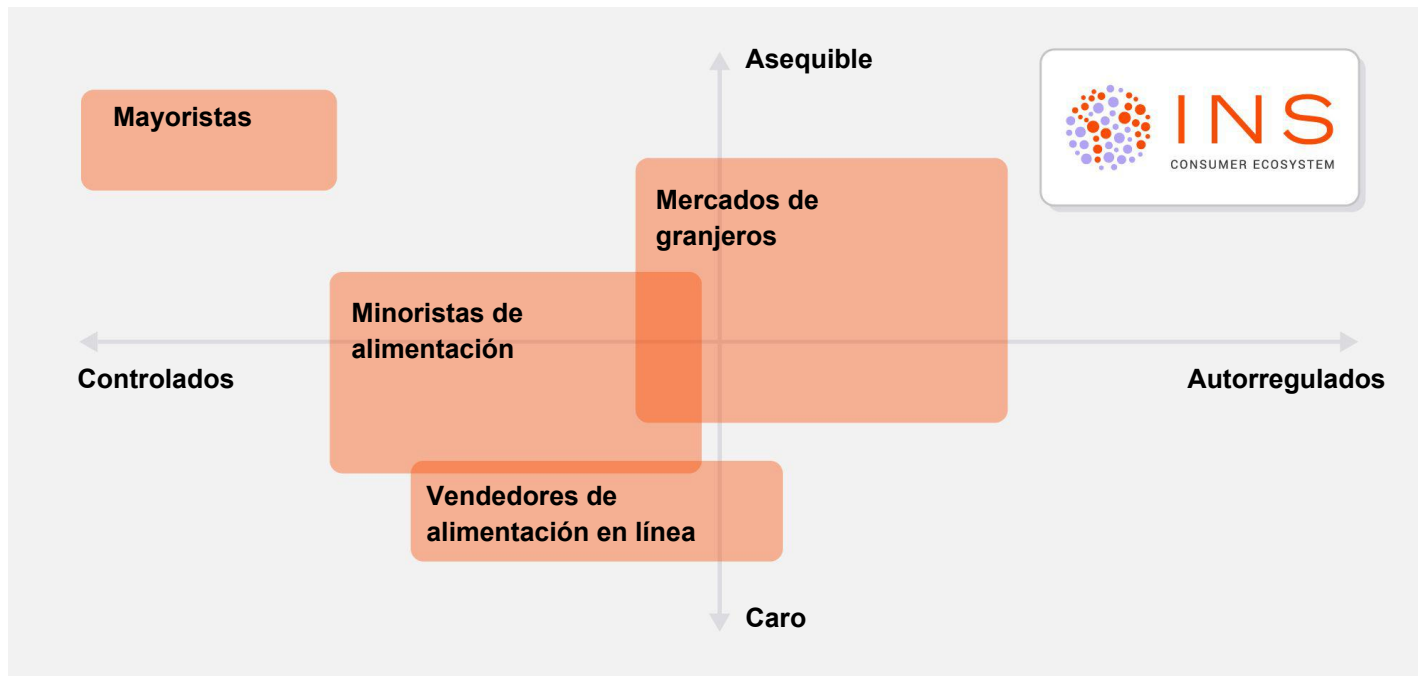 Asequible
Mayoristas
INS
CONSUMER ECOSYSTEM
Mercados de
granjeros
Minoristas de
alimentación
Controlados
Autorregulados
Vendedores de
alimentación en línea
Caro